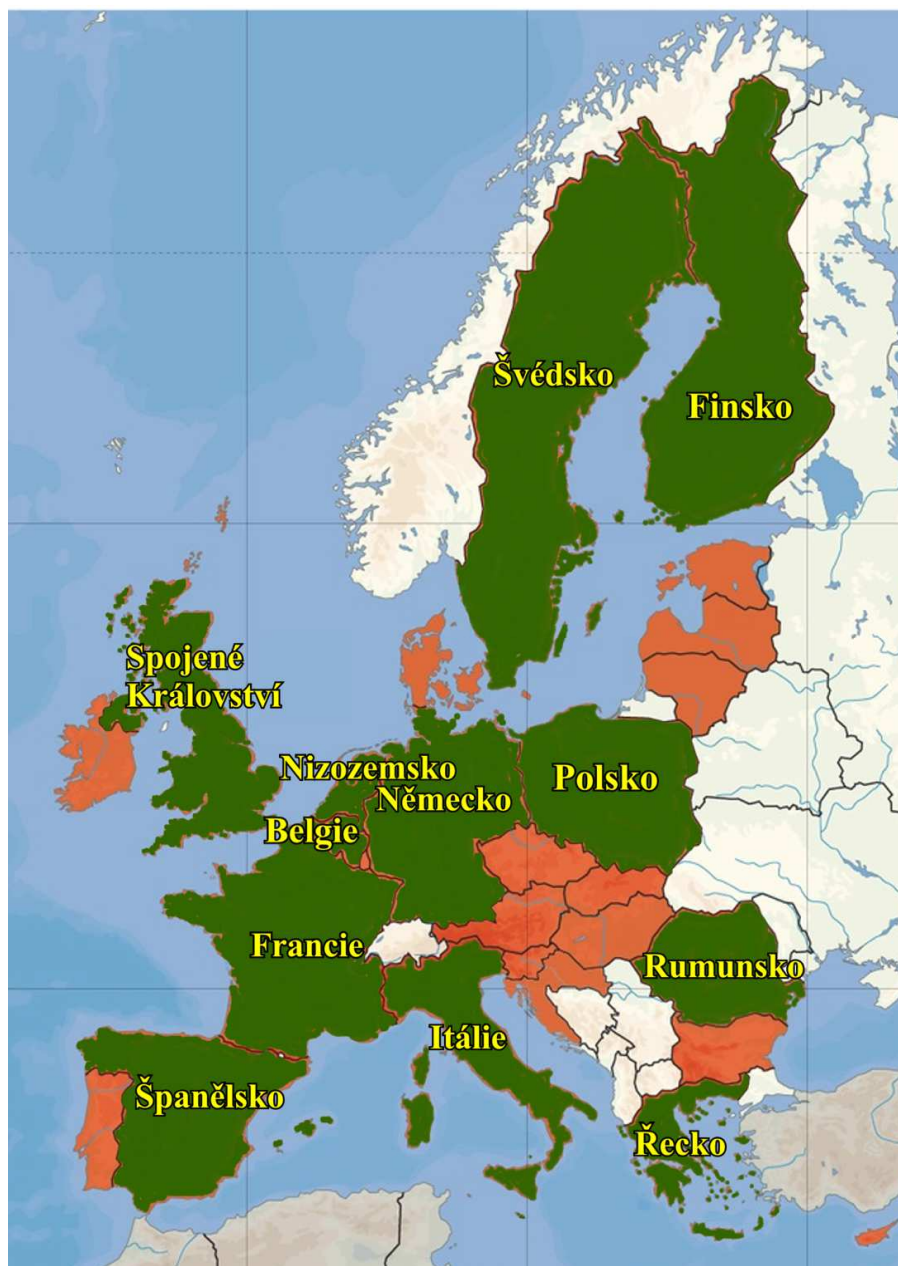 Švédsko
Finsko
Spojené
Království
Nizozemsko
Německo
Polsko
Belgie
Francie
Rumunsko
Itálie
Španělsko
Řecko